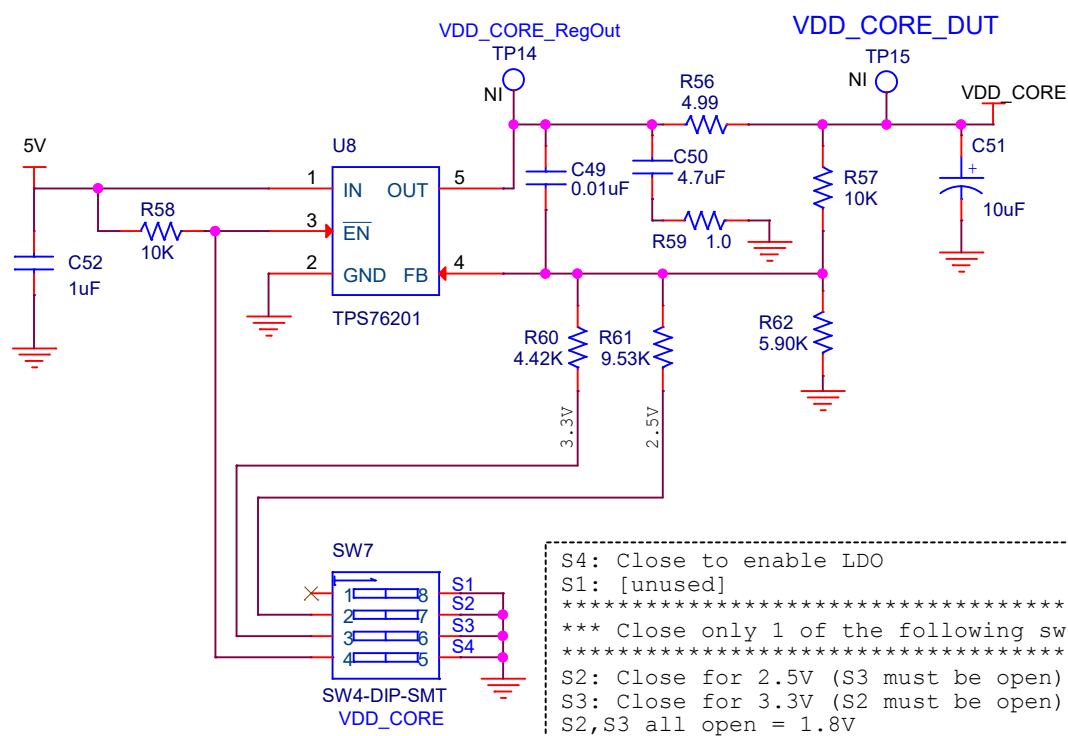 VDD_CORE_RegOut
TP14
NI
VDD_CORE_DUT
TP15
NI
VDD_CORE
R56
4.99
5V
U8
1
IN
OUT
5
3
EN
2
GND
FB
4
TPS76201
R58
10K
C52
1uF
C49
0.01uF
C50
4.7uF
R59
1.0
R57
10K
C51
+
10uF
R60
4.42K
R61
9.53K
R62
5.90K
3.3V
2.5V
SW7
1
8
S1
2
7
S2
3
6
S3
4
5
S4
SW4-DIP-SMT
VDD_CORE
S4: Close to enable LDO
S1: [unused]
************************************
*** Close only 1 of the following sw
************************************
S2: Close for 2.5V (S3 must be open)
S3: Close for 3.3V (S2 must be open)
S2,S3 all open = 1.8V